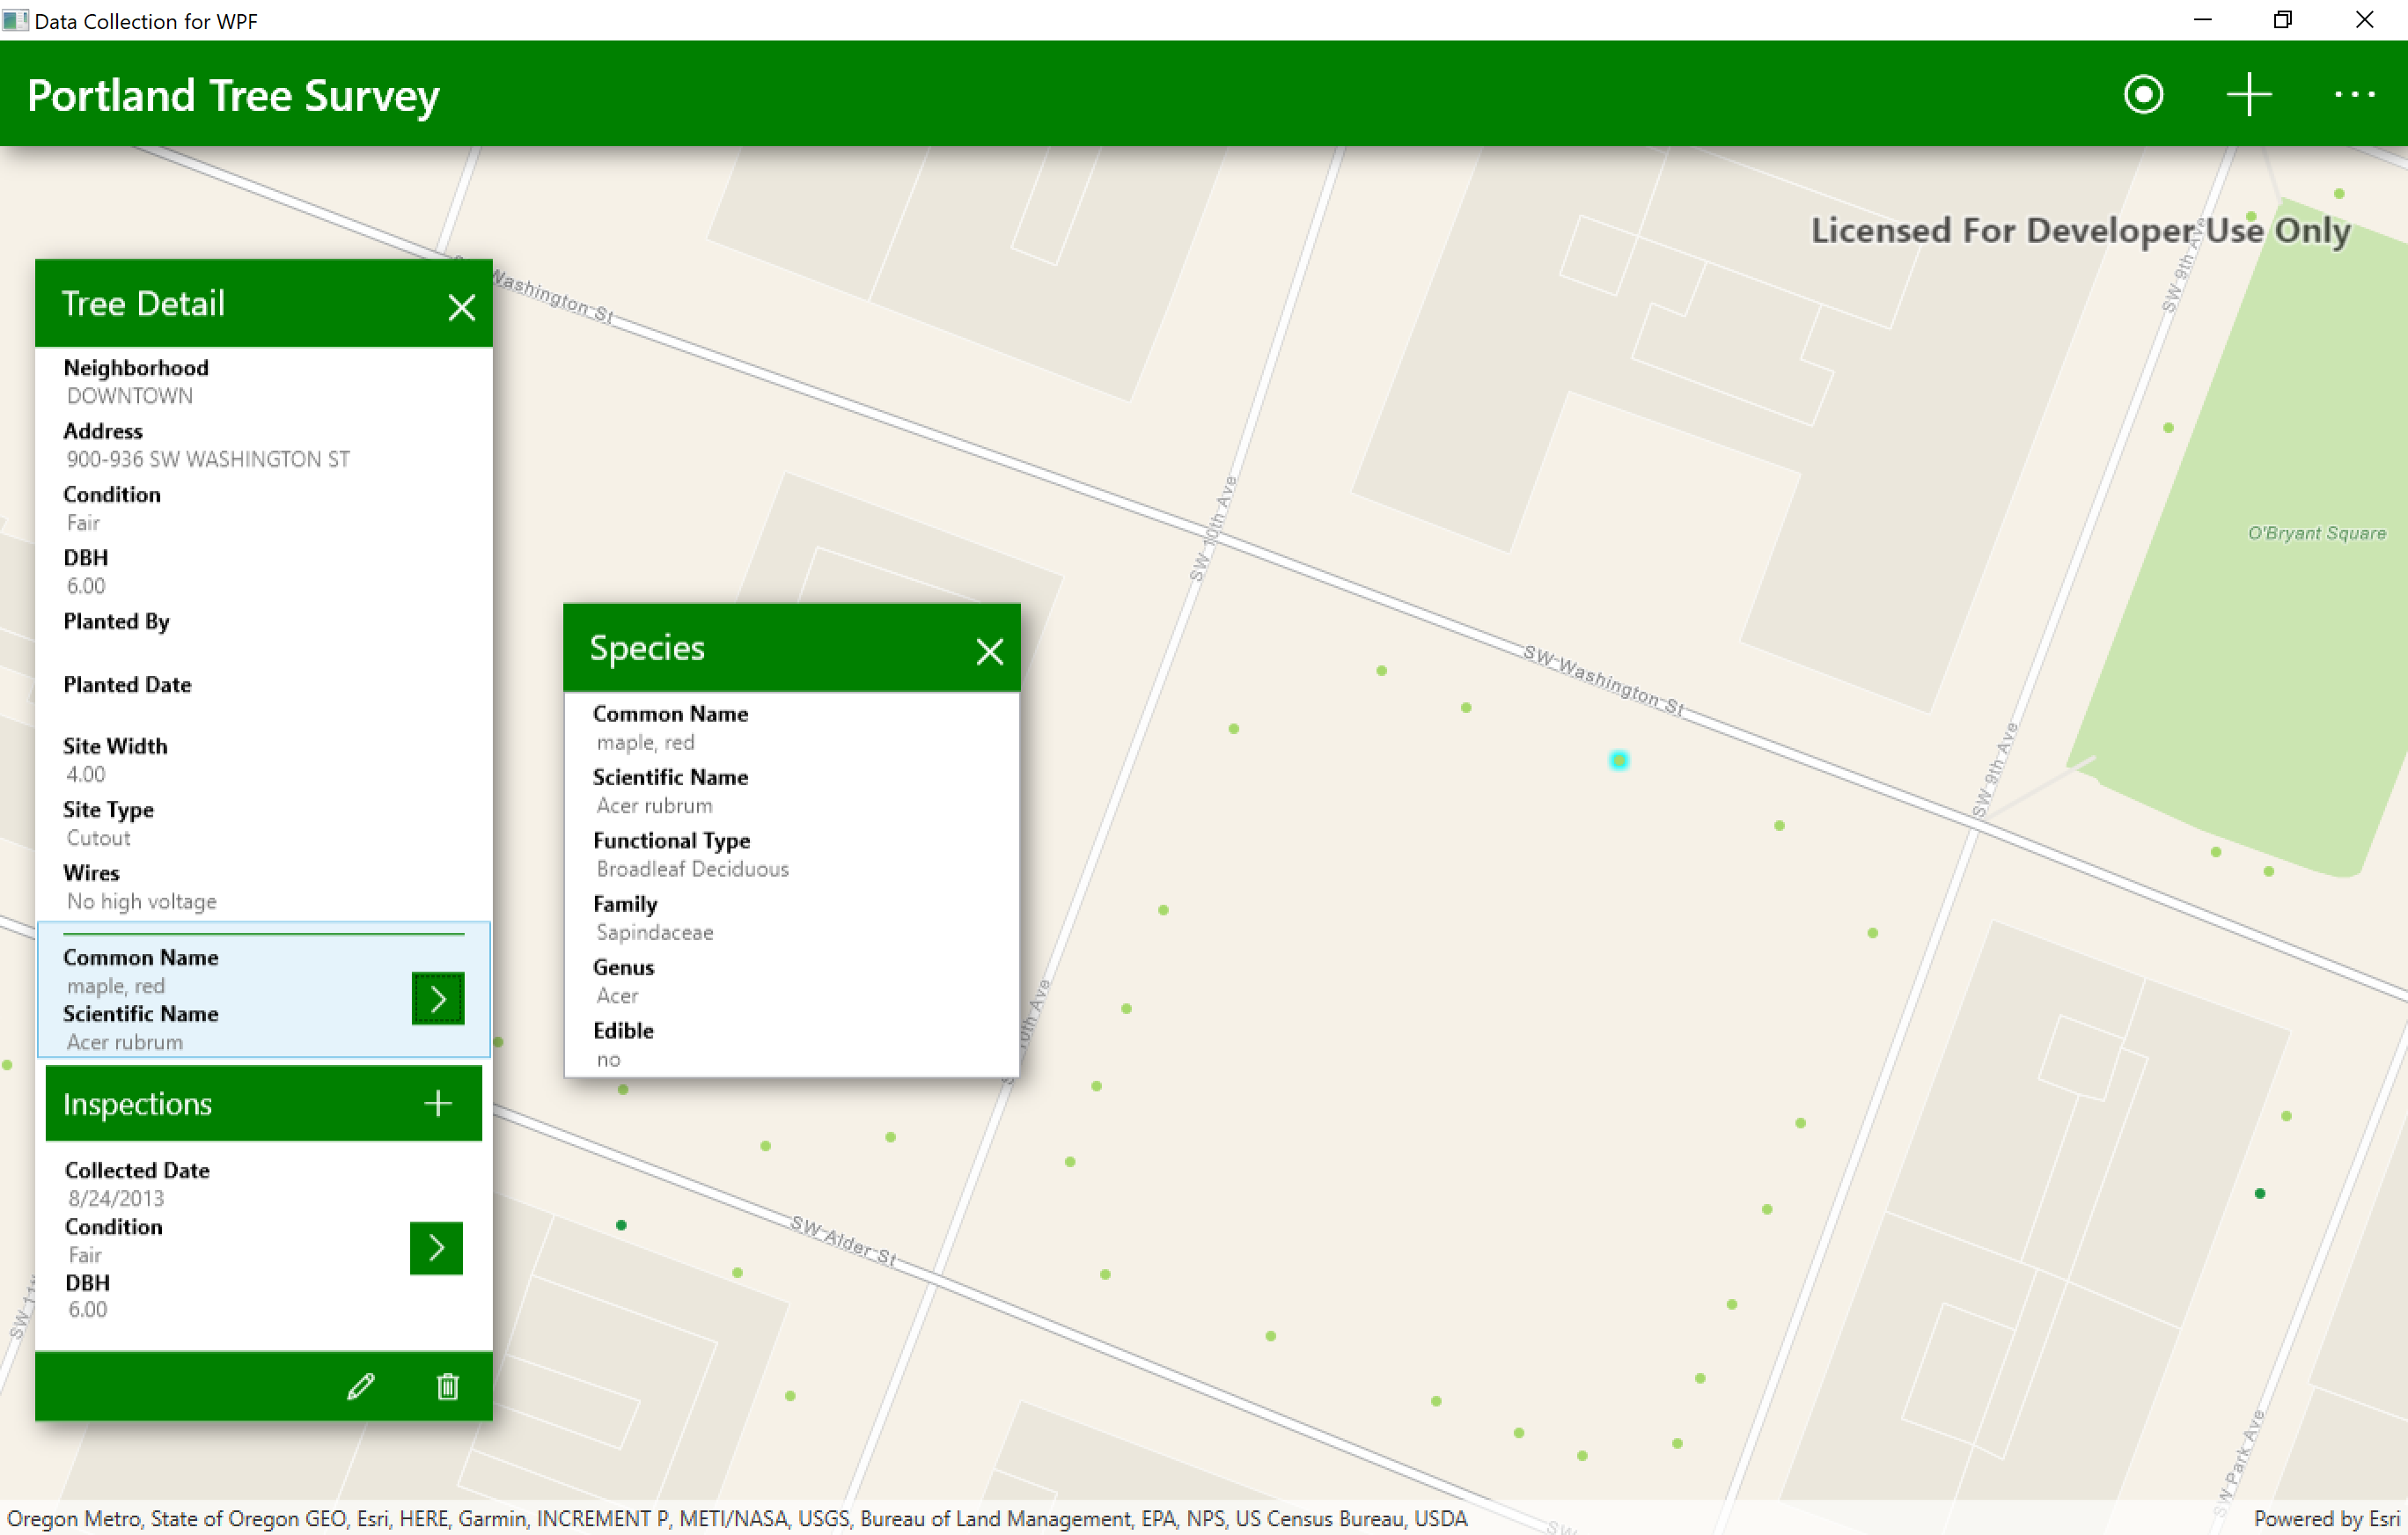 Data Collection for WPF
Portland Tree Survey
Licensed For Developer Use Only
Tree Detail
Neighborhood
DOWNTOWN
Address
900-936 SW WASHINGTON ST
Condition
Fair
DBH
6.00
Planted By
Planted Date
Site Width
4.00
Site Type
Cutout
Wires
No high voltage
Common Name
maple, red
Scientific Name
Acer rubrum
Inspections
Collected Date
8/24/2013
Condition
Fair
DBH
6.00
Species
Common Name
maple, red
Scientific Name
Acer rubrum
Functional Type
Broadleaf Deciduous
Family
Sapindaceae
Genus
Acer
Edible
no
Washington St
SW 9th Ave
SW 10th Ave
O'Bryant Square
SW Washington St
SW 9th Ave
10th Ave
SW Alder St
SW Park Ave
SW
SW
Oregon Metro, State of Oregon GEO, Esri, HERE, Garmin, INCREMENT P, METI/NASA, USGS, Bureau of Land Management, EPA, NPS, US Census Bureau, USDA
Powered by Esri